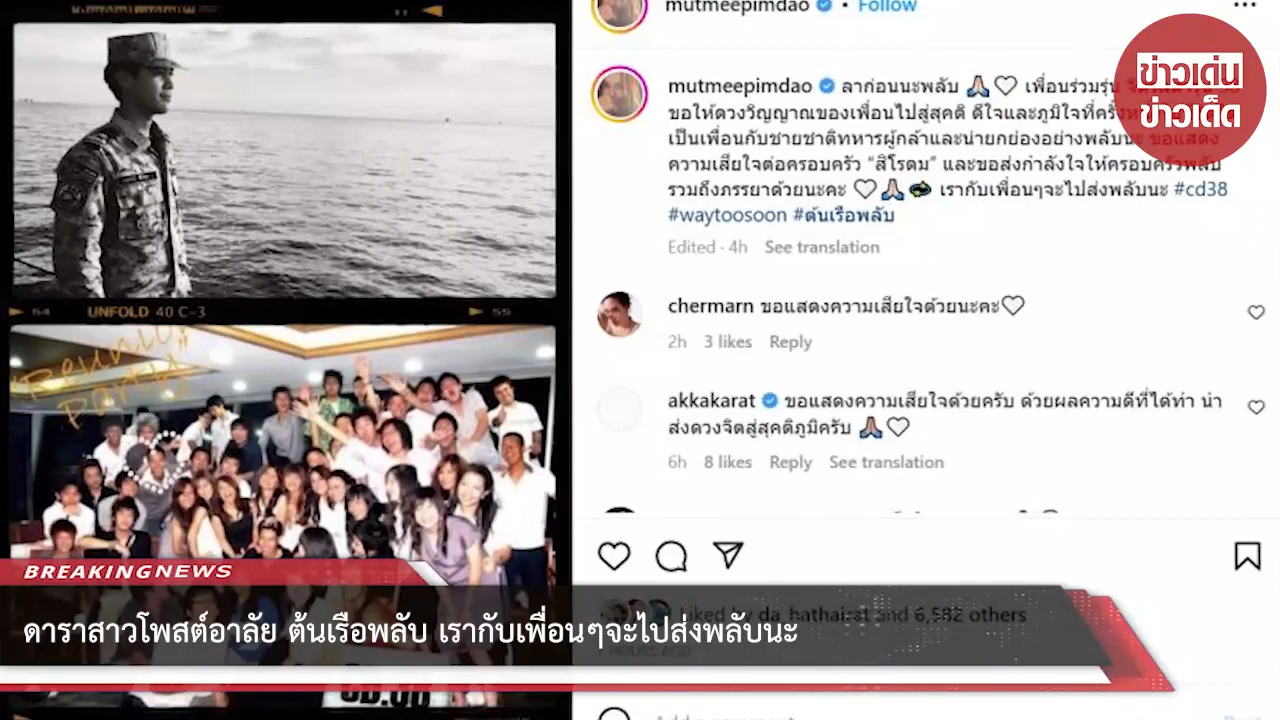 mutmeepimdao • Follow
mutmeepimdao ลาก่อนนะพลับ 🙏🏻🤍 เพื่อนร่วมรุ่น
ขอให้ดวงวิญญาณของเพื่อนไปสู่สุคติ ดีใจและภูมิใจที่ครั้งห
เป็นเพื่อนกับชายชาติทหารผู้กล้าและน่ายกย่องอย่างพลับนะ ขอแสดง
ความเสียใจต่อครอบครัว “สิโรดม” และขอส่งกำลังใจให้ครอบครัวพลับ
รวมถึงภรรยาด้วยนะคะ 🤍🙏🏻🪖 เรากับเพื่อนๆจะไปส่งพลับนะ #cd38
#waytoosoon #ต้นเรือพลับ
Edited · 4h See translation
chermarn ขอแสดงความเสียใจด้วยนะคะ🤍
2h 3 likes Reply
akkakarat ขอแสดงความเสียใจด้วยครับ ด้วยผลความดีที่ได้ทำ นำ
ส่งดวงจิตสู่สุคติภูมิครับ 🙏🏽🤍
6h 8 likes Reply See translation
Liked by da_hathairat and 6,582 others
HOURS AGO
ข่าวเด่น
ข่าวเด็ด
54 UNFOLD 40 C-3 55
Reunion
Party
BREAKINGNEWS
ดาราสาวโพสต์อาลัย ต้นเรือพลับ เรากับเพื่อนๆจะไปส่งพลับนะ